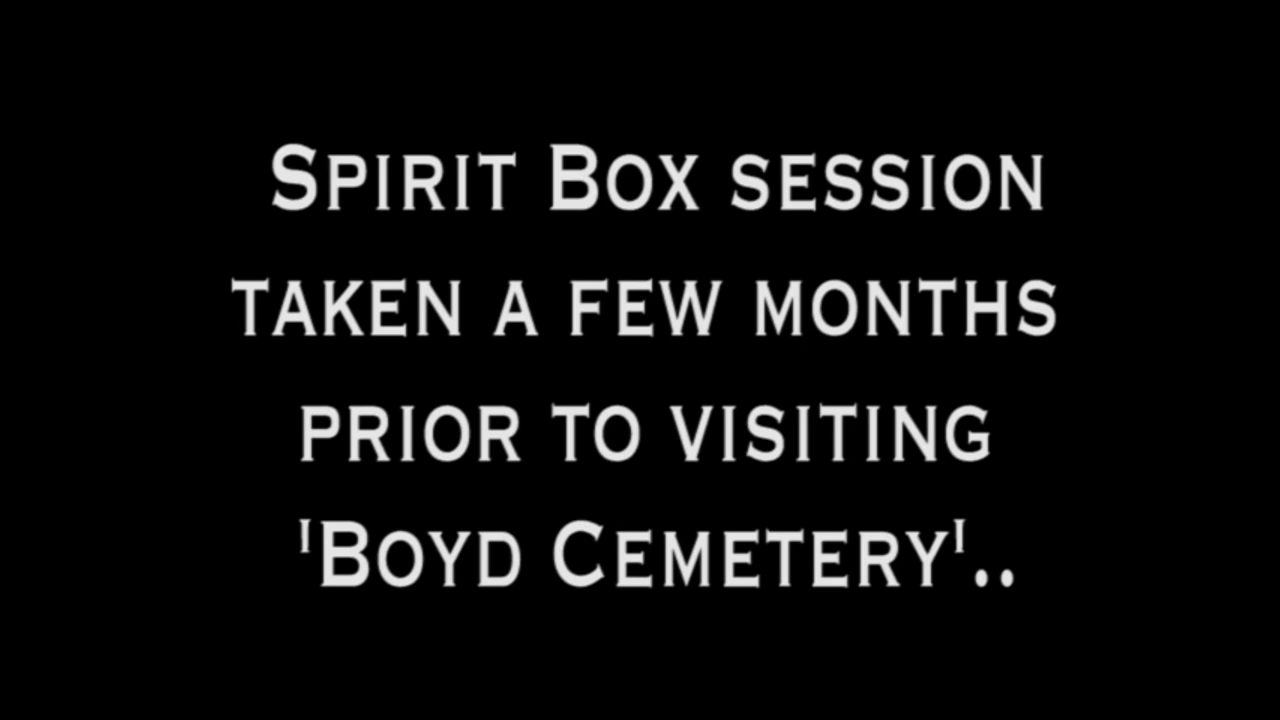 Spirit Box session
taken a few months
prior to visiting
'Boyd Cemetery'..